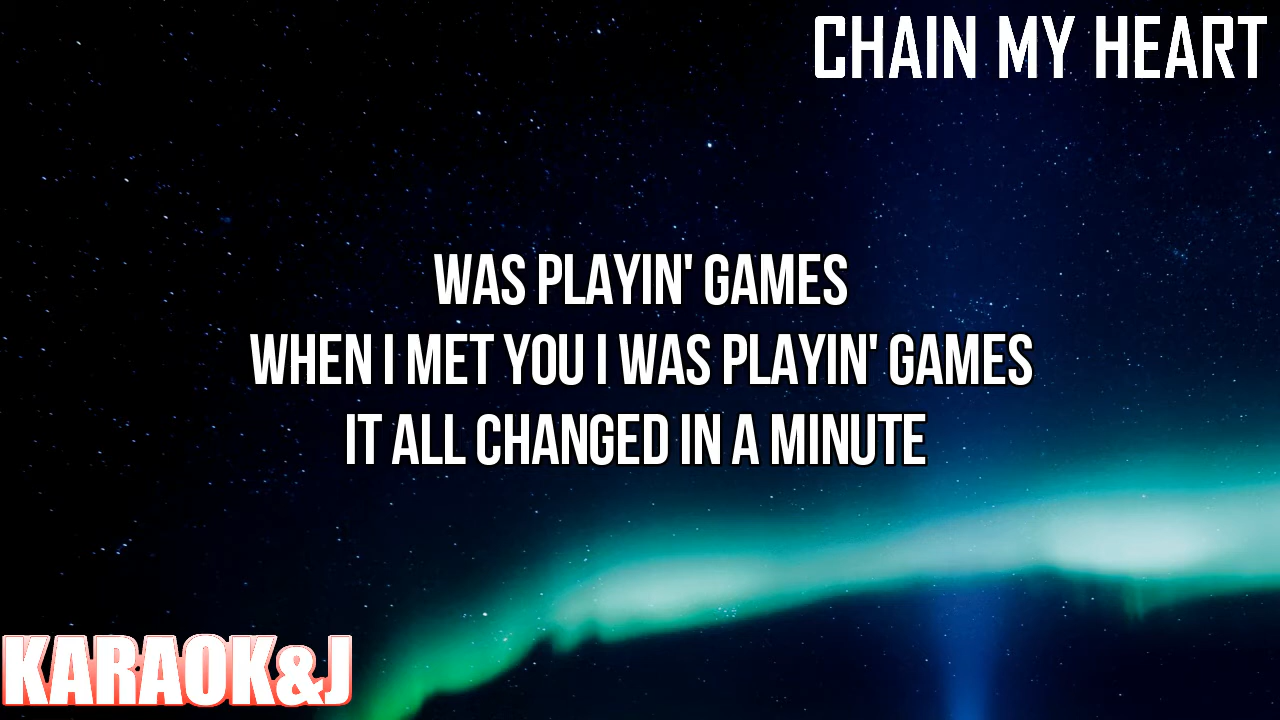 CHAIN MY HEART
WAS PLAYIN' GAMES
WHEN I MET YOU I WAS PLAYIN' GAMES
IT ALL CHANGED IN A MINUTE
KARAOK&J